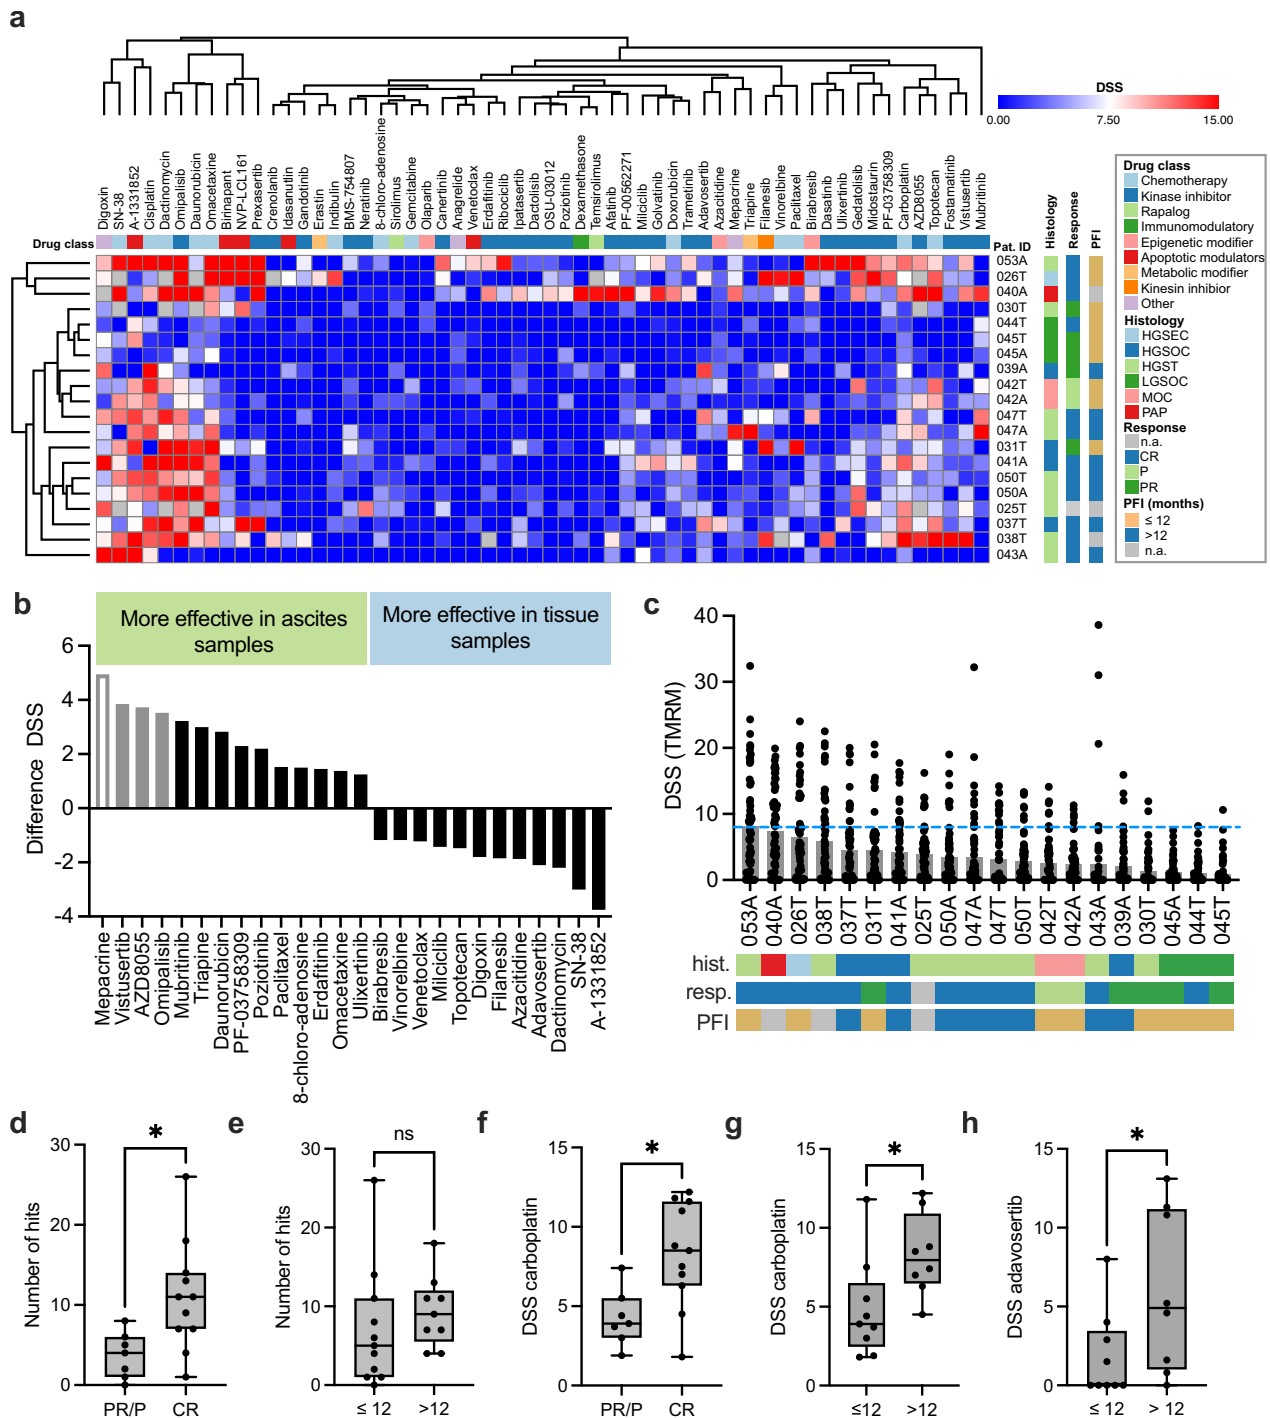 a
DSS
0.00 7.50 15.00
Digoxin
SN-38
A-1331852
Cisplatin
Dadctinomycin
Omipalisib
Daunorubicin
Omacetaxine
Birinapant
NVP-LCL161
Prexasertib
Crenolanib
Idasanutlin
Gandotinib
Erastin
Indibulin
BMS-754807
Neratinib
8-chloro-adenosine
Sirolimus
Gemcitabine
Olaparib
Anagrelide
Venetoclax
Erdafitinib
Ribociclib
Canertinib
Ipatasertib
Dactolisib
OSU-03012
Poziotinib
Dexamethasone
Temsirolimus
Afatinib
PF-00562271
Milciclib
Golvatinib
Doxorubicin
Trametinib
Adavosertib
Azacitidine
Mepacrine
Triapine
Filanesib
Vinorelbine
Paclitaxel
Birabresib
Dasatinib
Ulixertinib
Gedatolisib
Midostaurin
PF-03758309
Carboplatin
AZD8055
Topotecan
Fostamatinib
Vistusertib
Mubritinib
Drug class
Pat. ID
Histology
Response
PFI
053A
026T
040A
030T
044T
045T
045A
039A
042T
042A
047T
047A
031T
041A
050T
050A
025T
037T
038T
043A
Drug class
Chemotherapy
Kinase inhibitor
Rapalog
Immunomodulatory
Epigenetic modifier
Apoptotic modulators
Metabolic modifier
Kinesin inhibior
Other
Histology
HGSEC
HGSOC
HGST
LGSOC
MOC
PAP
Response
n.a.
CR
P
PR
PFI (months)
≤ 12
>12
n.a.
b
More effective in ascites
samples
More effective in tissue
samples
Difference DSS
6
4
2
0
-2
-4
Mepacrine
Vistusertib
AZD8055
Omipalisib
Mubritinib
Triapine
Daunorubicin
PF-03758309
Poziotinib
Paclitaxel
8-chloro-adenosine
Erdafitinib
Omacetaxine
Ulixertinib
Birabresib
Vinorelbine
Venetoclax
Milciclib
Topotecan
Digoxin
Filanesib
Azacitidine
Adavosertib
Dactinomycin
SN-38
A-1331852
c
DSS (TMRM)
40
30
20
10
0
053A
040A
026T
038T
037T
031T
041A
025T
050A
047A
047T
050T
042T
042A
043A
039A
030T
045A
044T
045T
hist.
resp.
PFI
d
Number of hits
30
20
10
0
*
PR/P CR
e
Number of hits
30
20
10
0
ns
≤ 12 >12
f
DSS carboplatin
15
10
5
0
*
PR/P CR
g
DSS carboplatin
15
10
5
0
*
≤12 >12
h
DSS adavosertib
15
10
5
0
*
≤ 12 > 12